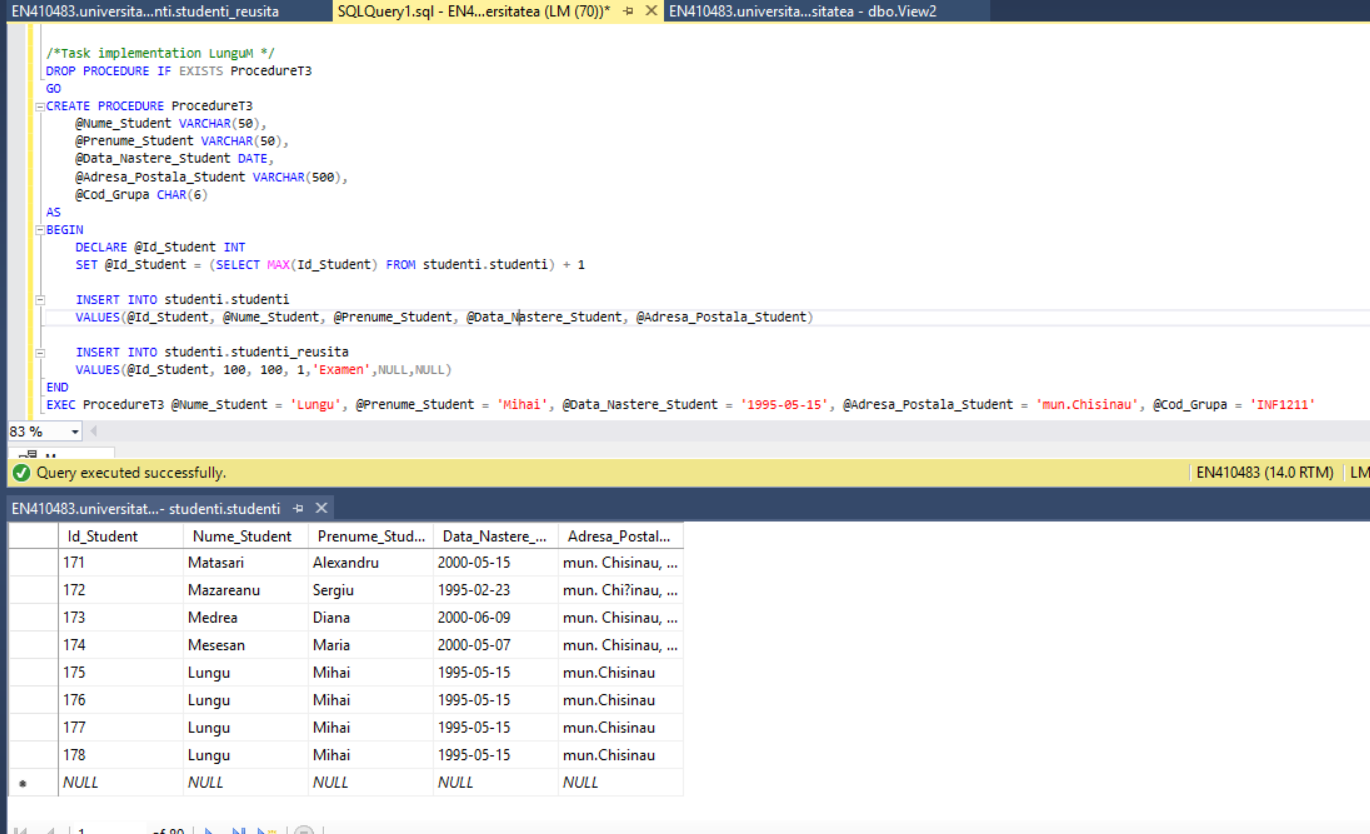 EN410483.universita...nti.studenti_reusita SQLQuery1.sql - EN4...ersitatea (LM (70))* EN410483.universita...sitatea - dbo.View2
/*Task implementation LunguM */
DROP PROCEDURE IF EXISTS ProcedureT3
GO
CREATE PROCEDURE ProcedureT3
@Nume_Student VARCHAR(50),
@Prenume_Student VARCHAR(50),
@Data_Nastere_Student DATE,
@Adresa_Postala_Student VARCHAR(500),
@Cod_Grupa CHAR(6)
AS
BEGIN
DECLARE @Id_Student INT
SET @Id_Student = (SELECT MAX(Id_Student) FROM studenti.studenti) + 1
INSERT INTO studenti.studenti
VALUES(@Id_Student, @Nume_Student, @Prenume_Student, @Data_Nastere_Student, @Adresa_Postala_Student)
INSERT INTO studenti.studenti_reusita
VALUES(@Id_Student, 100, 100, 1,'Examen',NULL,NULL)
END
EXEC ProcedureT3 @Nume_Student = 'Lungu', @Prenume_Student = 'Mihai', @Data_Nastere_Student = '1995-05-15', @Adresa_Postala_Student = 'mun.Chisinau', @Cod_Grupa = 'INF1211'
83 %
Query executed successfully. EN410483 (14.0 RTM) LM
EN410483.universitat...- studenti.studenti
Id_Student Nume_Student Prenume_Stud... Data_Nastere_... Adresa_Postal...
171 Matasari Alexandru 2000-05-15 mun. Chisinau, ...
172 Mazareanu Sergiu 1995-02-23 mun. Chi?inau, ...
173 Medrea Diana 2000-06-09 mun. Chisinau, ...
174 Mesesan Maria 2000-05-07 mun. Chisinau, ...
175 Lungu Mihai 1995-05-15 mun.Chisinau
176 Lungu Mihai 1995-05-15 mun.Chisinau
177 Lungu Mihai 1995-05-15 mun.Chisinau
178 Lungu Mihai 1995-05-15 mun.Chisinau
NULL NULL NULL NULL NULL
1 of 80